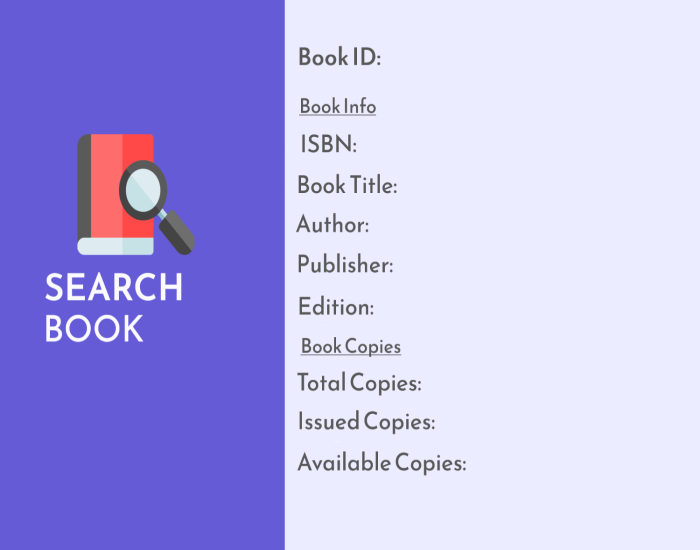 SEARCH
BOOK
Book ID:
Book Info
ISBN:
Book Title:
Author:
Publisher:
Edition:
Book Copies
Total Copies:
Issued Copies:
Available Copies: